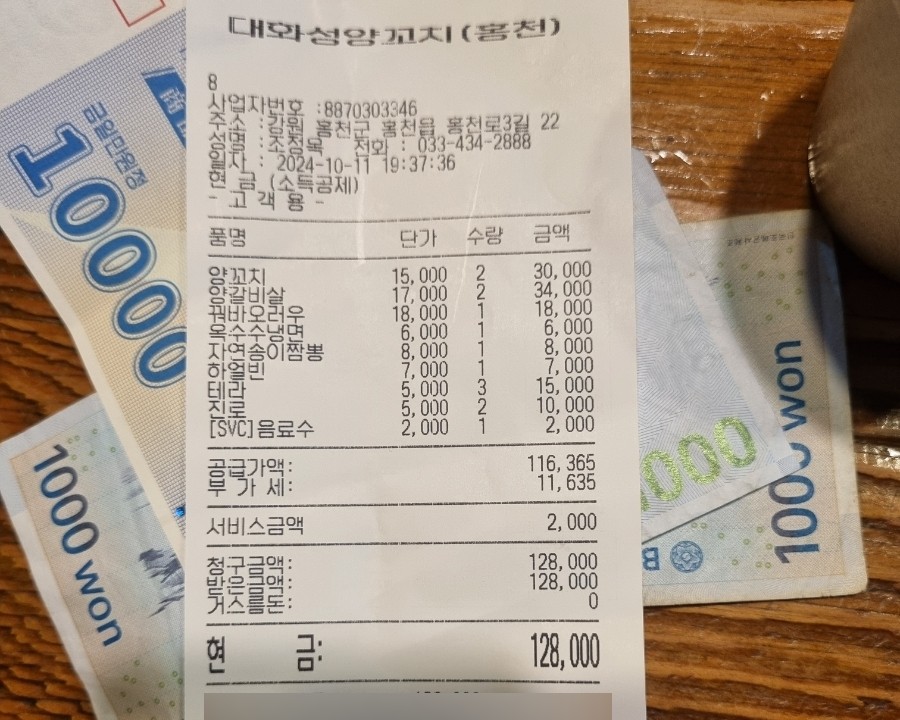 대화성양꼬치(홍천)
8
사업자번호 :8870303346
주소 :강원 홍천군 홍천읍 홍천로3길 22
성명 :조정옥 전화 : 033-434-2888
일자 : 2024-10-11 19:37:36
현 금(소득공제)
- 고 객 용 -
품명 단가 수량 금액
양꼬치 15,000 2 30,000
양갈비살 17,000 2 34,000
꿔바오러우 18,000 1 18,000
옥수수냉면 6,000 1 6,000
자연송이짬뽕 8,000 1 8,000
하얼빈 7,000 1 7,000
테라 5,000 3 15,000
진로 5,000 2 10,000
[SVC]음료수 2,000 1 2,000
공급가액: 116,365
부 가 세: 11,635
서비스금액 2,000
청구금액: 128,000
받은금액: 128,000
거스름돈: 0
현 금: 128,000
금일만원정
10000
商
1000 won
000
1000 won
B